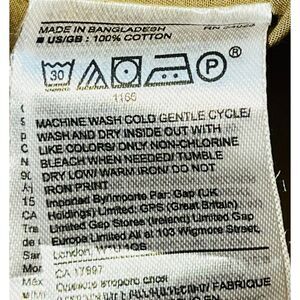 MADE IN BANGLADESH
US/GB : 100% COTTON
30
P ®
1166
MACHINE WASH COLD GENTLE CYCLE/
WASH AND DRY INSIDE OUT WITH
LIKE COLORS/ ONLY NON-CHLORINE
BLEACH WHEN NEEDED/ TUMBLE
DRY LOW/ WARM IRON/ DO NOT
IRON PRINT
Imported By/Importe Par: Gap (UK
Holdings) Limited: GPS (Great Britain)
Limited Gap Stores (Ireland) Limited Gap
Europe Limited All at 103 Wigmore Street,
London, W1U 1QS
CA 17897